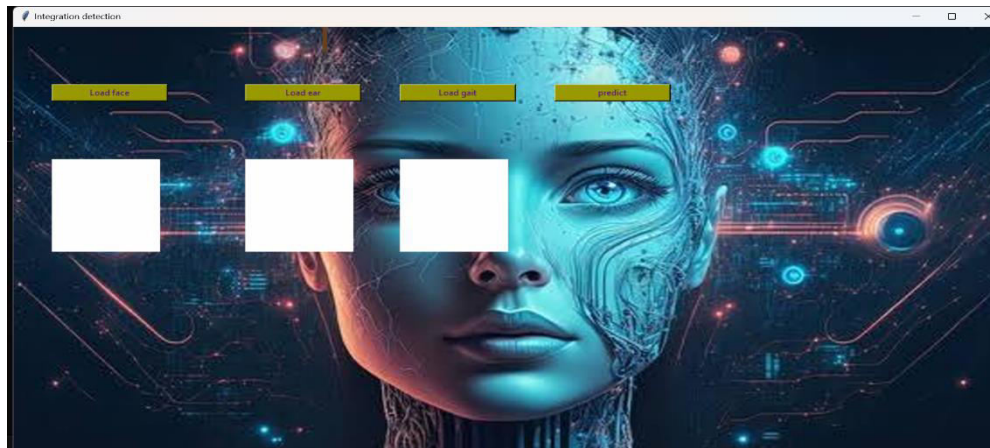 Integration detection
Load face
Load ear
Load gait
predict